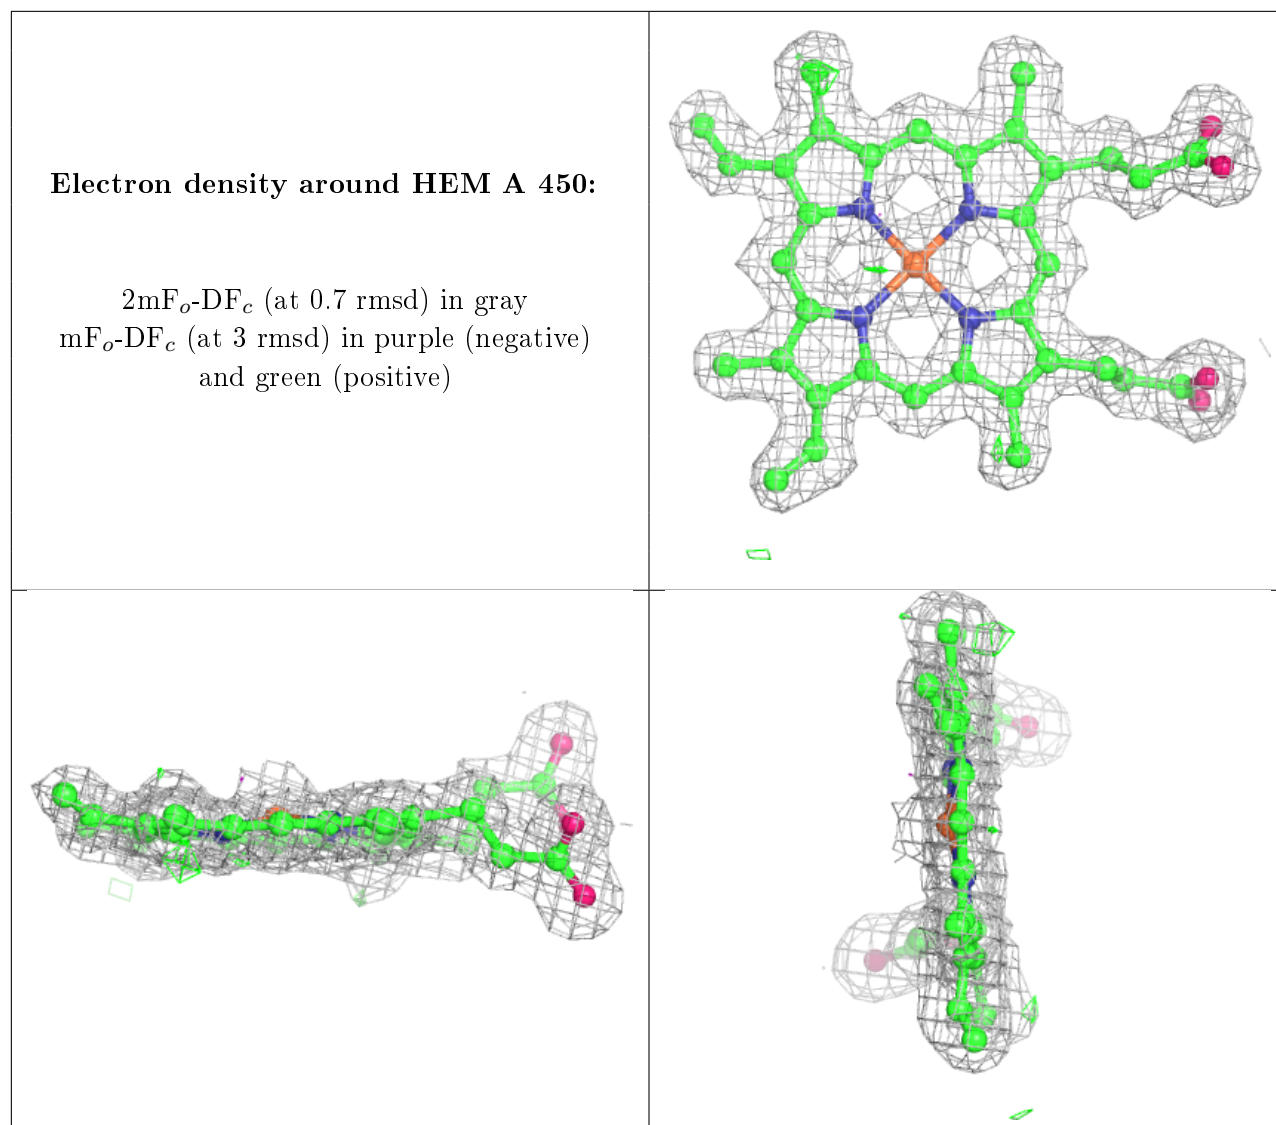 Electron density around HEM A 450:
2mFₒ-DF𝒸 (at 0.7 rmsd) in gray
mFₒ-DF𝒸 (at 3 rmsd) in purple (negative)
and green (positive)